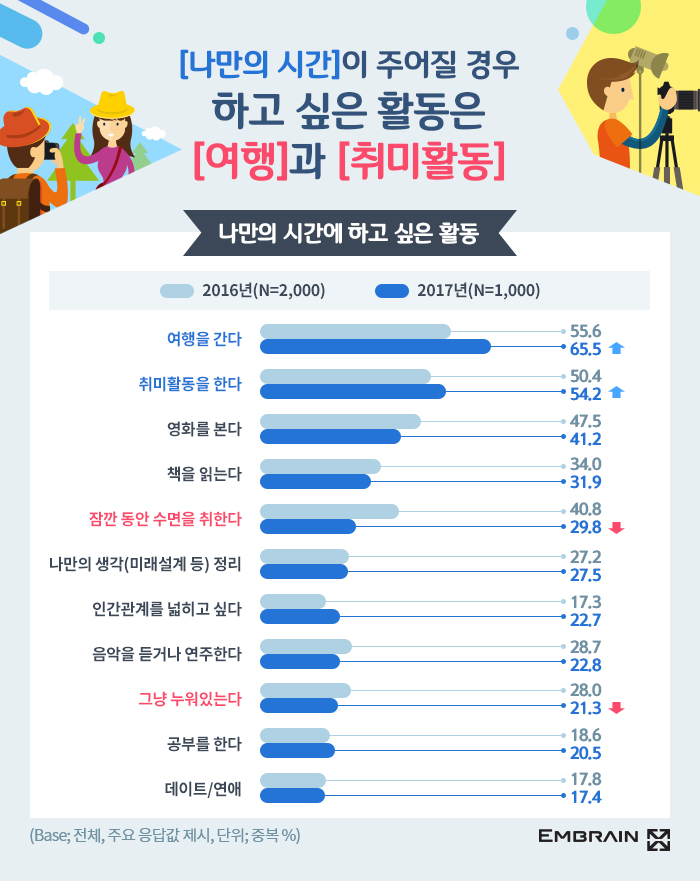 [나만의 시간]이 주어질 경우
하고 싶은 활동은
[여행]과 [취미활동]
나만의 시간에 하고 싶은 활동
2016년(N=2,000) 2017년(N=1,000)
여행을 간다 55.6
65.5
취미활동을 한다 50.4
54.2
영화를 본다 47.5
41.2
책을 읽는다 34.0
31.9
잠깐 동안 수면을 취한다 40.8
29.8
나만의 생각(미래설계 등) 정리 27.2
27.5
인간관계를 넓히고 싶다 17.3
22.7
음악을 듣거나 연주한다 28.7
22.8
그냥 누워있는다 28.0
21.3
공부를 한다 18.6
20.5
데이트/연애 17.8
17.4
(Base; 전체, 주요 응답값 제시, 단위; 중복 %)
EMBRAIN